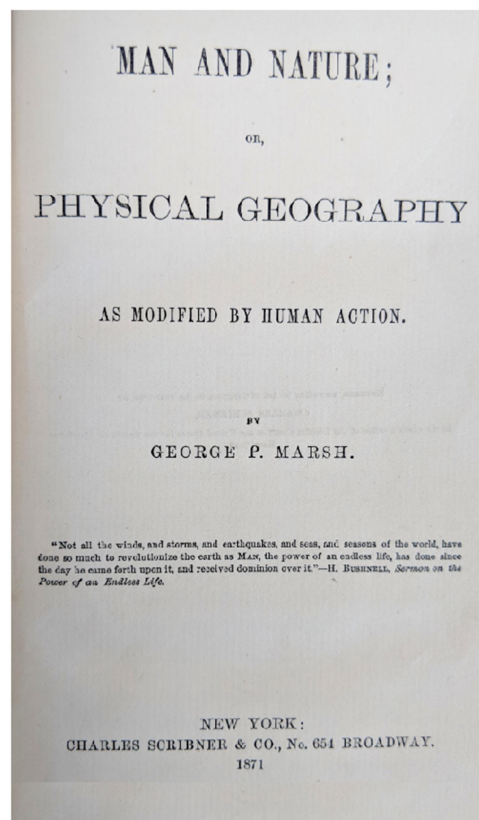 MAN AND NATURE;
OR,
PHYSICAL GEOGRAPHY
AS MODIFIED BY HUMAN ACTION.
BY
GEORGE P. MARSH.
"Not all the winds, and storms, and earthquakes, and seas, and seasons of the world, have
done so much to revolutionize the earth as MAN, the power of an endless life, has done since
the day he came forth upon it, and received dominion over it."—H. BUSHNELL, Sermon on the
Power of an Endless Life.
NEW YORK:
CHARLES SCRIBNER & CO., No. 654 BROADWAY.
1871